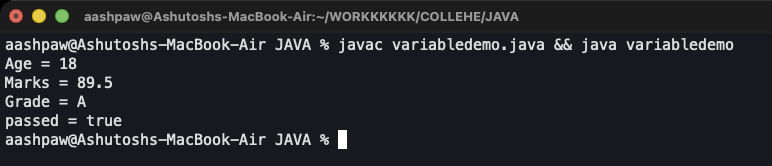 aashpaw@Ashutoshs-MacBook-Air:~/WORKKKKKK/COLLEHE/JAVA
aashpaw@Ashutoshs-MacBook-Air JAVA % javac variabledemo.java && java variabledemo
Age = 18
Marks = 89.5
Grade = A
passed = true
aashpaw@Ashutoshs-MacBook-Air JAVA %